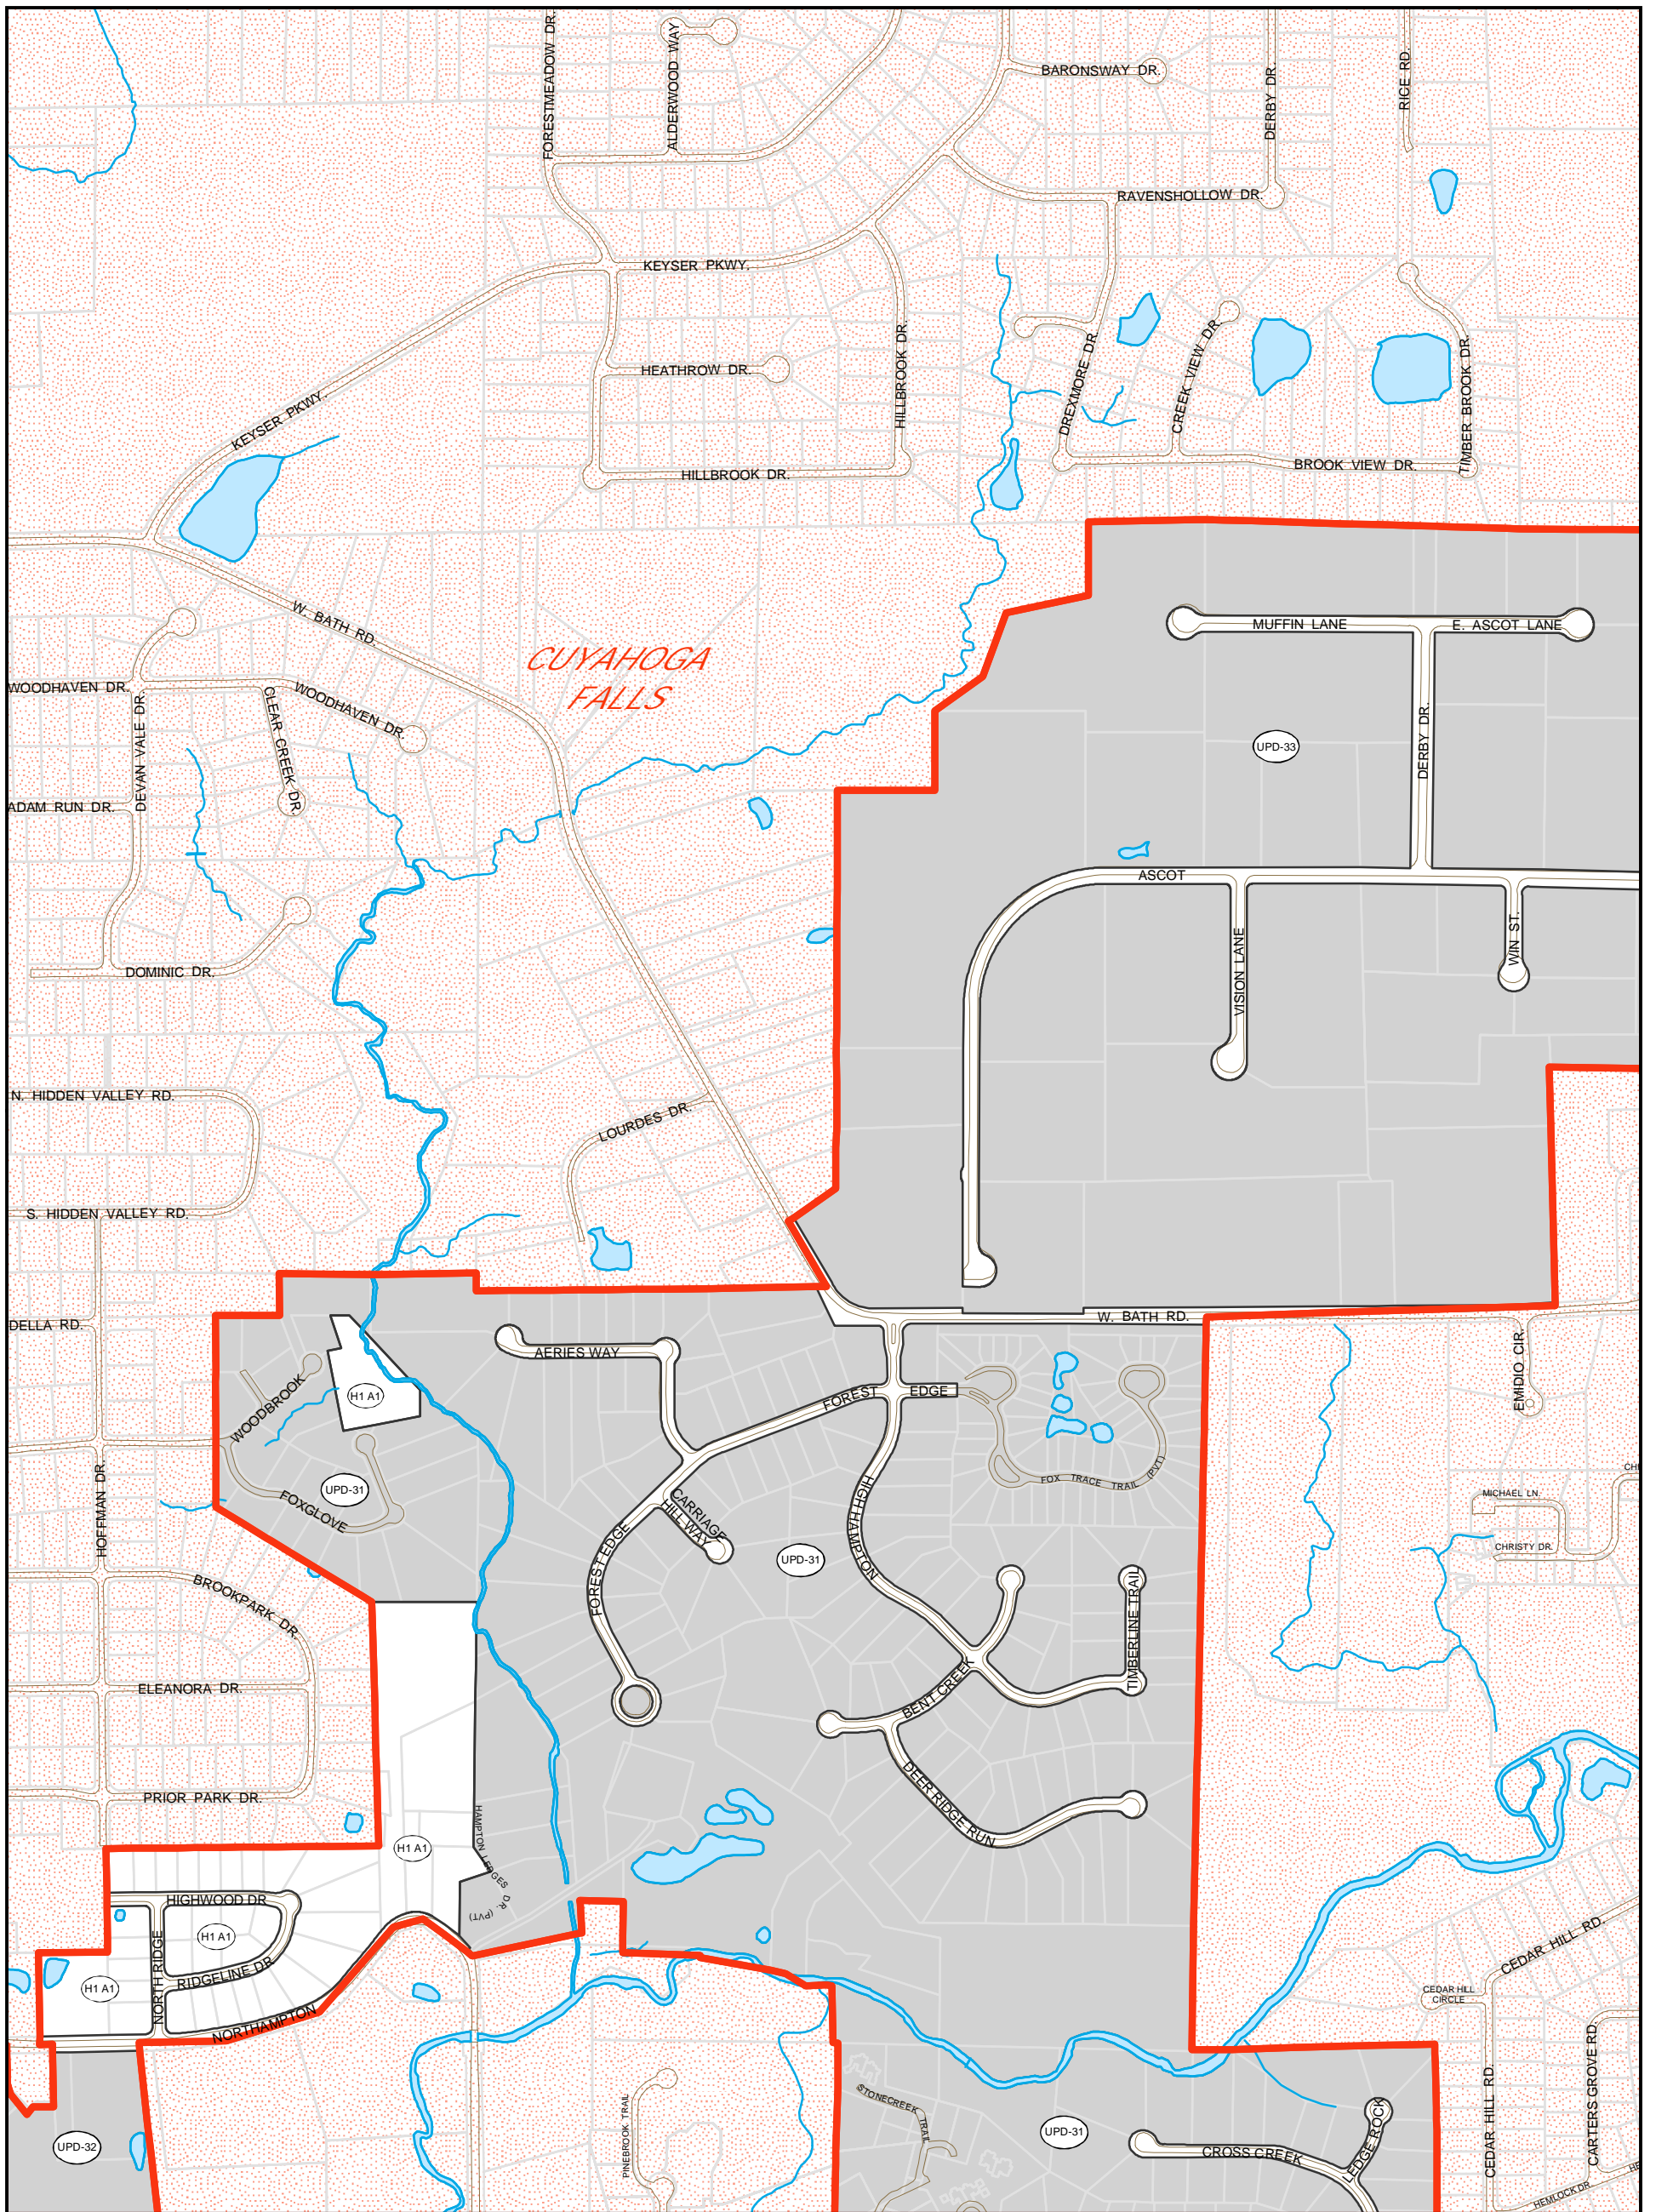 FORESTMEADOW DR.
ALDERWOOD WAY
BARONSWAY DR.
DERBY DR.
RICE RD.
RAVENSHOLLOW DR.
KEYSER PKWY.
HEATHROW DR.
HILLBROOK DR.
DREXMORE DR.
CREEK VIEW DR.
TIMBER BROOK DR.
KEYSER PKWY.
HILLBROOK DR.
BROOK VIEW DR.
W. BATH RD.
MUFFIN LANE
E. ASCOT LANE
CUYAHOGA
FALLS
WOODHAVEN DR.
DEVAN VALE DR.
CLEAR CREEK DR.
WOODHAVEN DR.
DERBY DR.
UPD-33
ADAM RUN DR.
ASCOT
VISION LANE
WIN ST.
DOMINIC DR.
N. HIDDEN VALLEY RD.
LOURDES DR.
S. HIDDEN VALLEY RD.
DELLA RD.
W. BATH RD.
EMIDIO CIR.
AERIES WAY
WOODBROOK
H1 A1
FOREST
EDGE
HOFFMAN DR.
UPD-31
FOXGLOVE
FOX TRACE TRAIL (PVT)
CH
MICHAEL LN.
CHRISTY DR.
CARRIAGE
HILL WAY
FOREST EDGE
HIGH HAMPTON
UPD-31
BROOKPARK DR.
TIMBERLINE TRAIL
ELEANORA DR.
BENT CREEK
PRIOR PARK DR.
DEER RIDGE RUN
HAMPTON LEDGES DR. (PVT)
H1 A1
HIGHWOOD DR
H1 A1
NORTH RIDGE
RIDGELINE DR
H1 A1
NORTHAMPTON
CEDAR HILL RD.
CEDAR HILL
CIRCLE
CARTERSGROVE RD.
CEDAR HILL RD.
PINEBROOK TRAIL
STONECREEK TRAIL
UPD-31
UPD-32
CROSS CREEK
LEDGE ROCK
HEMLOCK DR
HE